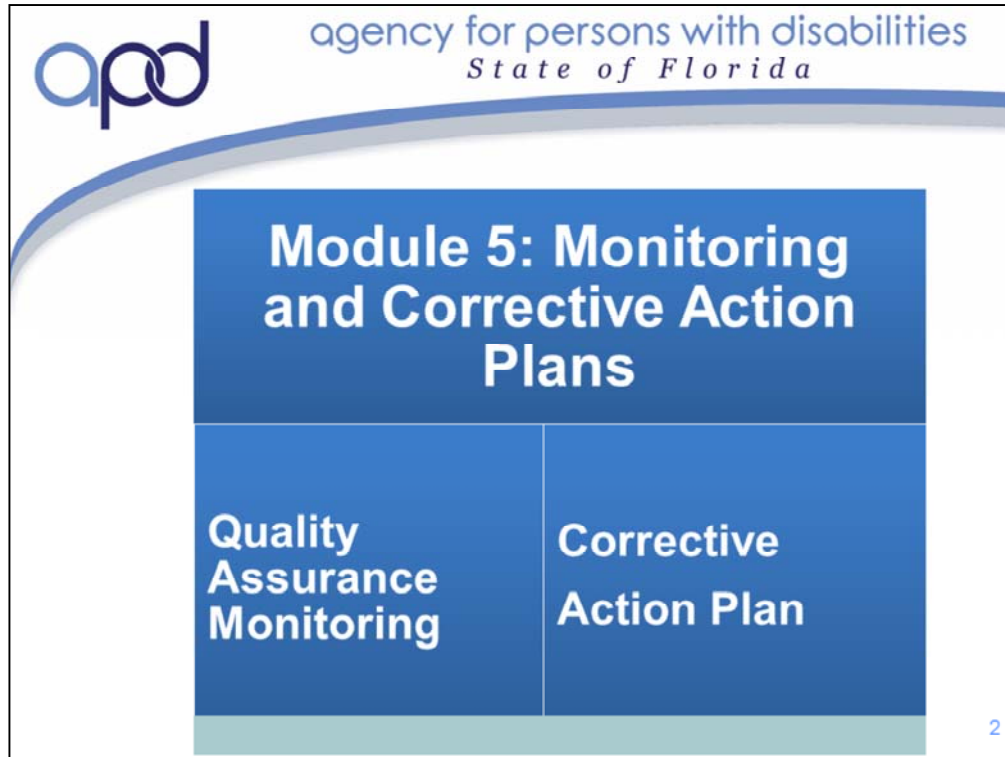 apd
agency for persons with disabilities
State of Florida
Module 5: Monitoring
and Corrective Action
Plans
Quality
Assurance
Monitoring
Corrective
Action Plan
2